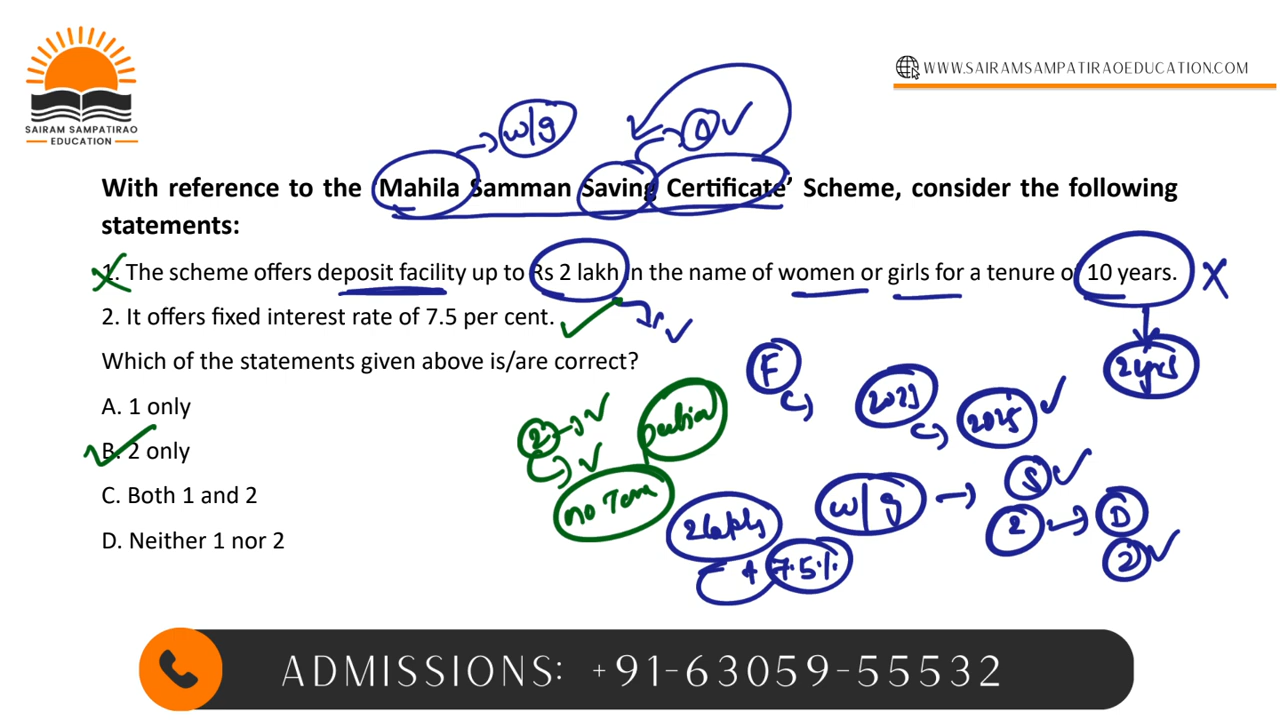 SAIRAM SAMPATIRAO
EDUCATION
WWW.SAIRAMSAMPATIRAOEDUCATION.COM
w/g
With reference to the Mahila Samman Saving Certificate’ Scheme, consider the following
statements:
1. The scheme offers deposit facility up to Rs 2 lakh in the name of women or girls for a tenure of 10 years.
2. It offers fixed interest rate of 7.5 per cent.
Which of the statements given above is/are correct?
F
2023
2025
2yrs
A. 1 only
2
partial
B. 2 only
C. Both 1 and 2
no Tem
w/g
S
2
D
2
D. Neither 1 nor 2
2 lakhs
+ 7.5%
ADMISSIONS: +91-63059-55532